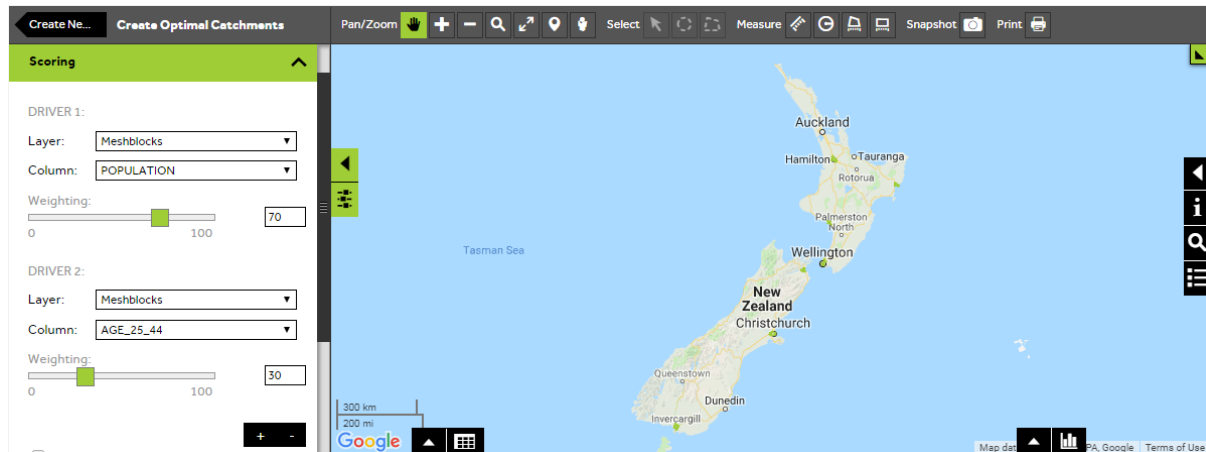 Create Ne...
Create Optimal Catchments
Pan/Zoom
Select
Measure
Snapshot
Print
Scoring
DRIVER 1:
Layer: Meshblocks
Column: POPULATION
Weighting:
70
0 100
DRIVER 2:
Layer: Meshblocks
Column: AGE_25_44
Weighting:
30
0 100
+ -
Auckland
Hamilton
Tauranga
Rotorua
Palmerston
North
Tasman Sea
Wellington
New
Zealand
Christchurch
Queenstown
Dunedin
Invercargill
300 km
200 mi
Google
Map dat
PA, Google
Terms of Use